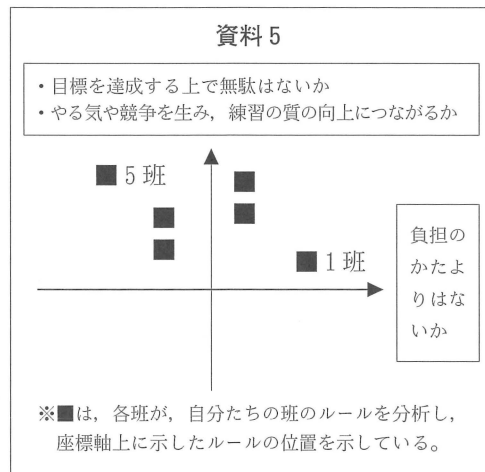 資料5
・目標を達成する上で無駄はないか
・やる気や競争を生み，練習の質の向上につながるか
■5班
■1班
負担の
かたよ
りはな
いか
※■は，各班が，自分たちの班のルールを分析し，
座標軸上に示したルールの位置を示している。